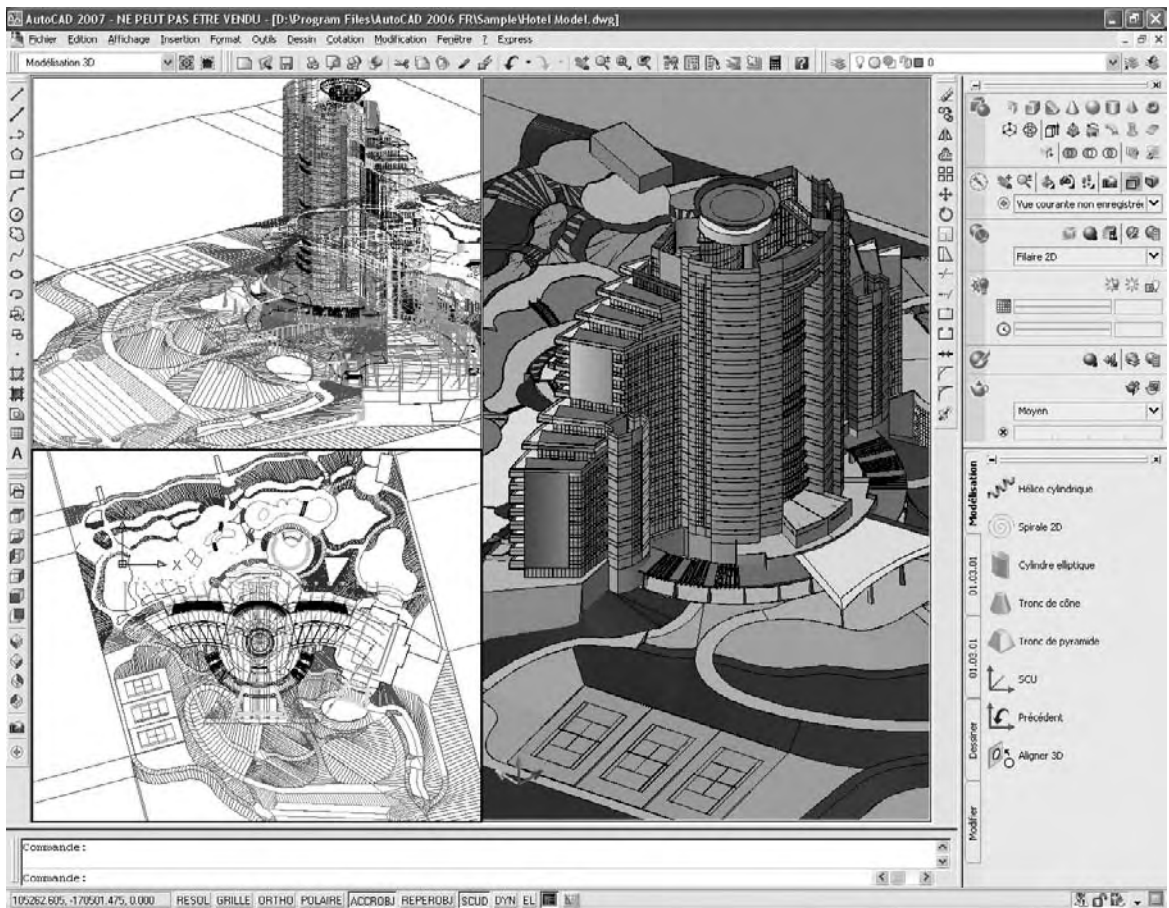 AutoCAD 2007 - NE PEUT PAS ETRE VENDU - [D:\Program Files\AutoCAD 2006 FR\Sample\Hotel Model.dwg]
Fichier Edition Affichage Insertion Format Outils Dessin Cotation Modification Fenêtre ? Express
Modélisation 3D
0
Vue courante non enregistrée
Filaire 2D
Moyen
Modélisation
01.03.01
01.03.01
Dessiner
Modifier
Hélice cylindrique
Spirale 2D
Cylindre elliptique
Tronc de cône
Tronc de pyramide
SCU
Précédent
Aligner 3D
X
Commande:
Commande:
105262.605, -170501.475, 0.000 RESOL GRILLE ORTHO POLAIRE ACCROBJ REPEROBJ SCUD DYN EL